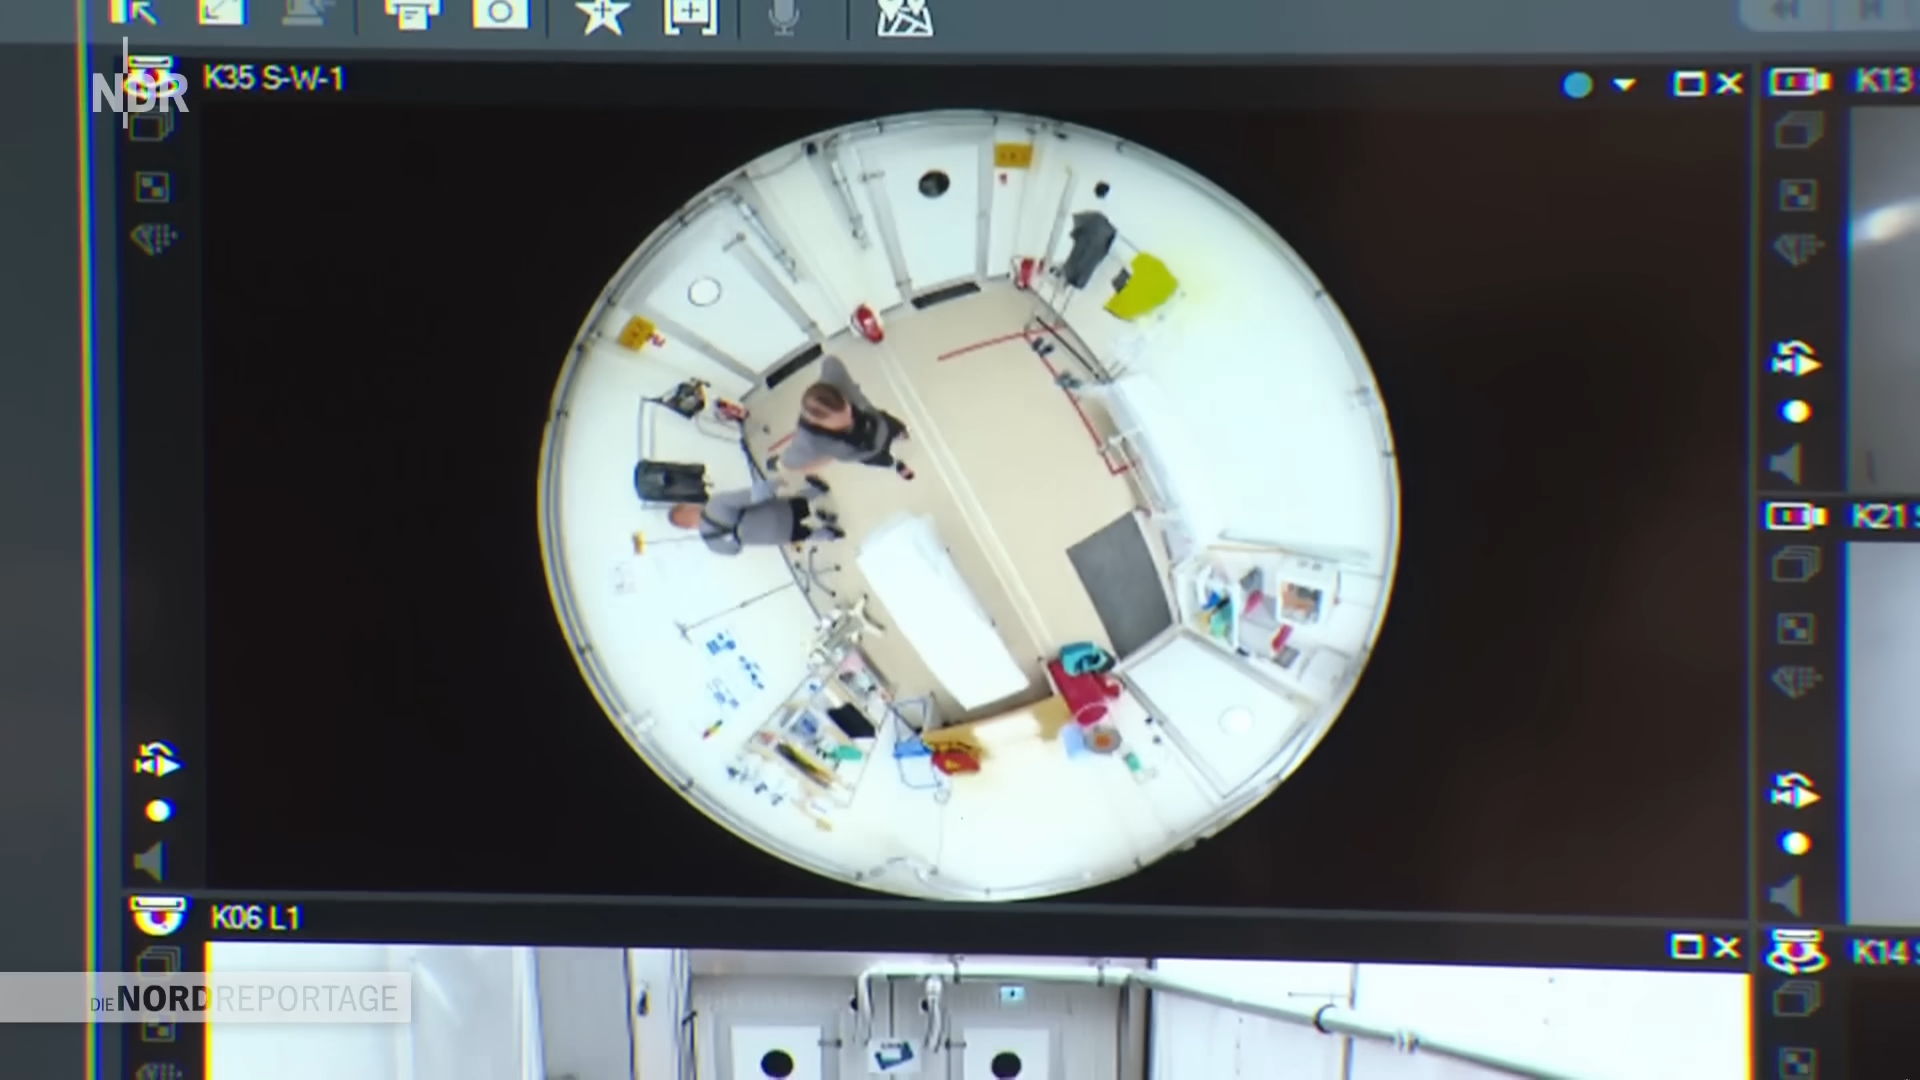 NDR
K35 S-W-1
K13
K21
K06 L1
K14
DIE NORDREPORTAGE